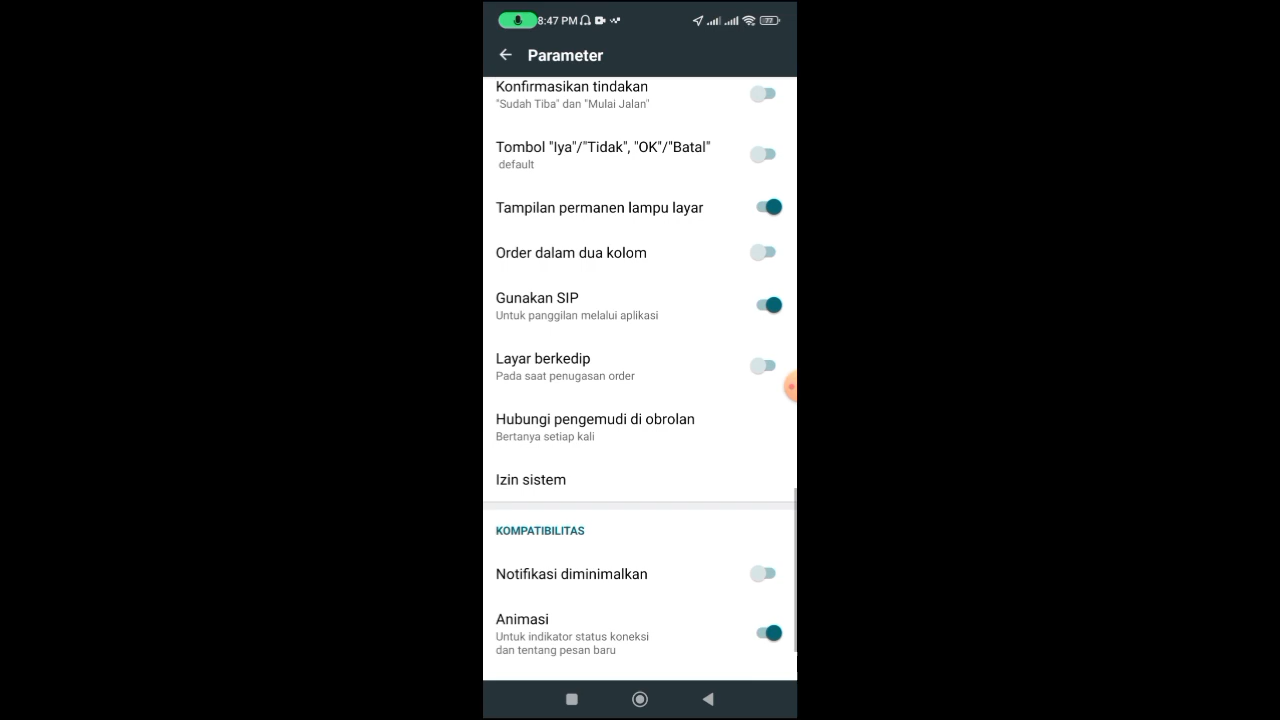 8:47 PM
77
Parameter
Konfirmasikan tindakan
"Sudah Tiba" dan "Mulai Jalan"
Tombol "Iya"/"Tidak", "OK"/"Batal"
default
Tampilan permanen lampu layar
Order dalam dua kolom
Gunakan SIP
Untuk panggilan melalui aplikasi
Layar berkedip
Pada saat penugasan order
Hubungi pengemudi di obrolan
Bertanya setiap kali
Izin sistem
KOMPATIBILITAS
Notifikasi diminimalkan
Animasi
Untuk indikator status koneksi
dan tentang pesan baru